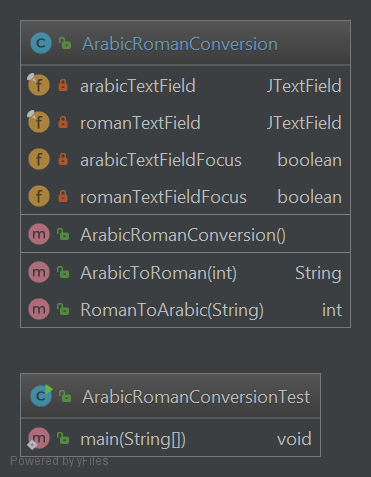 ArabicRomanConversion
arabicTextField JTextField
romanTextField JTextField
arabicTextFieldFocus boolean
romanTextFieldFocus boolean
ArabicRomanConversion()
ArabicToRoman(int) String
RomanToArabic(String) int
ArabicRomanConversionTest
main(String[]) void
Powered by yFiles